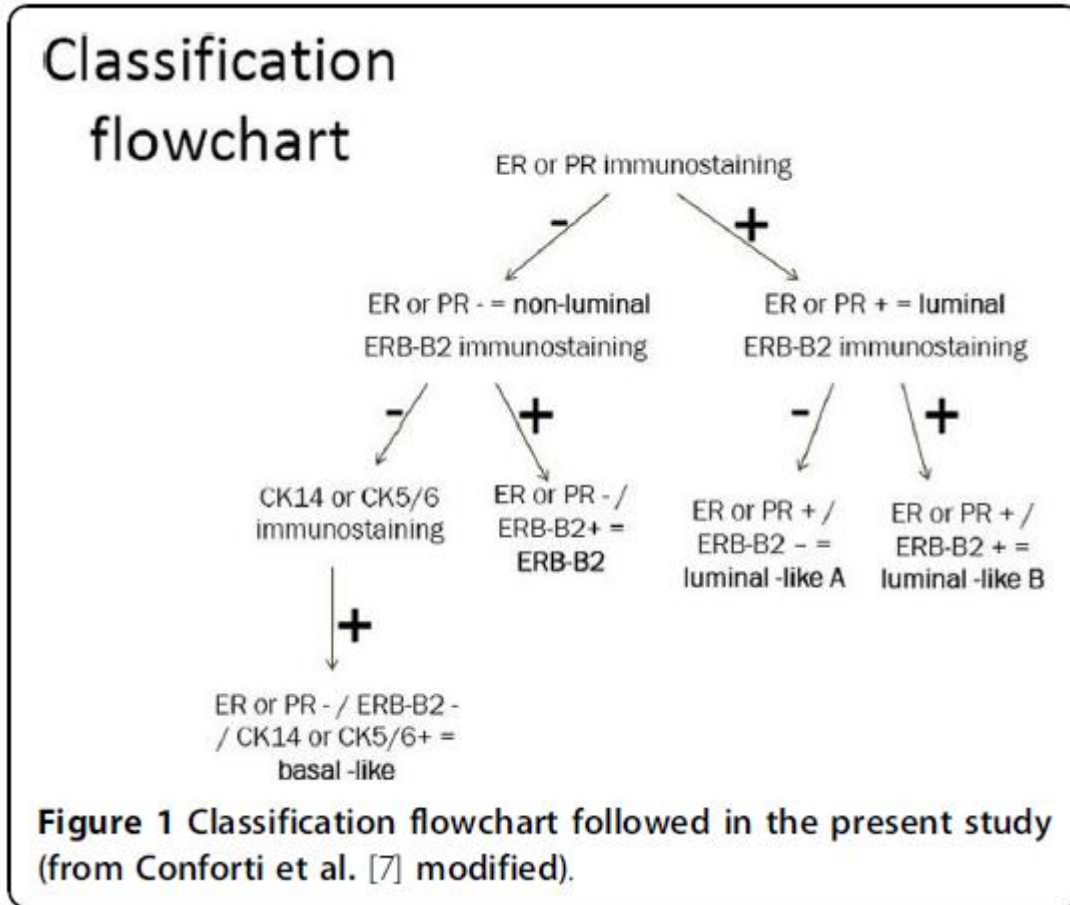 Classification
flowchart
ER or PR immunostaining
-
+
ER or PR - = non-luminal
ERB-B2 immunostaining
ER or PR + = luminal
ERB-B2 immunostaining
-
+
-
+
CK14 or CK5/6
immunostaining
ER or PR - /
ERB-B2+ =
ERB-B2
ER or PR + /
ERB-B2 – =
luminal -like A
ER or PR + /
ERB-B2 + =
luminal -like B
+
ER or PR - / ERB-B2 -
/ CK14 or CK5/6+ =
basal -like
Figure 1 Classification flowchart followed in the present study
(from Conforti et al. [7] modified).